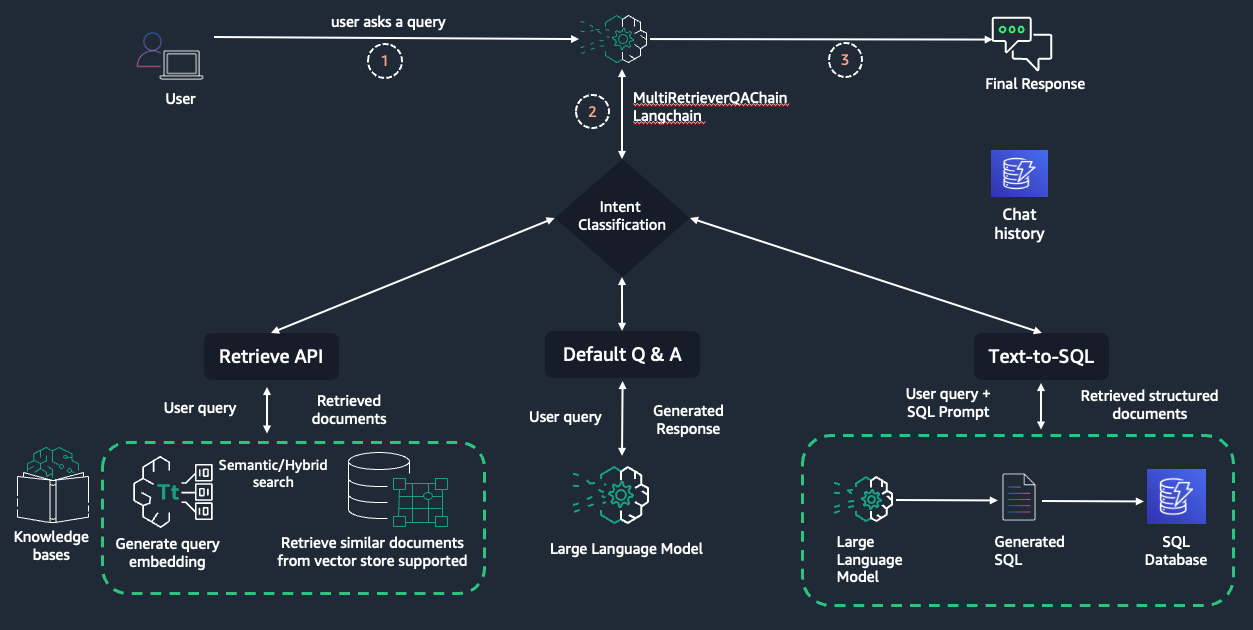 user asks a query
1
3
User
Final Response
2
MultiRetrieverQAChain
Langchain
Intent
Classification
Chat
history
Retrieve API
Default Q & A
Text-to-SQL
User query
Retrieved
documents
User query
Generated
Response
User query +
SQL Prompt
Retrieved structured
documents
Knowledge
bases
Tt
Semantic/Hybrid
search
Generate query
embedding
Retrieve similar documents
from vector store supported
Large Language Model
Large
Language
Model
Generated
SQL
SQL
Database